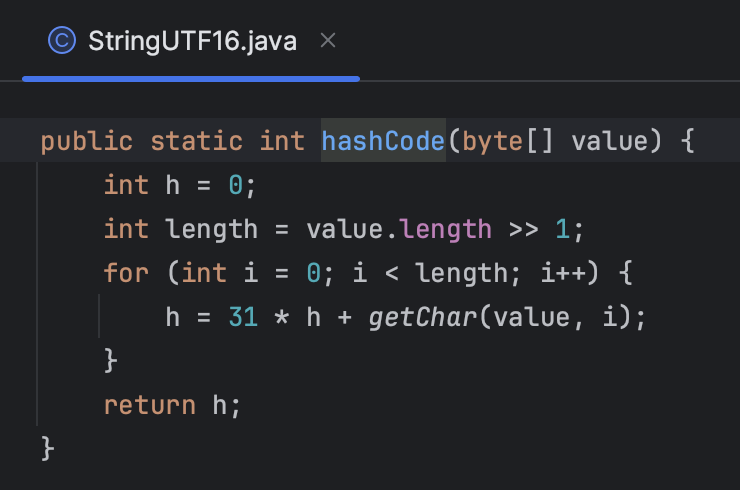 StringUTF16.java
public static int hashCode(byte[] value) {
    int h = 0;
    int length = value.length >> 1;
    for (int i = 0; i < length; i++) {
        h = 31 * h + getChar(value, i);
    }
    return h;
}